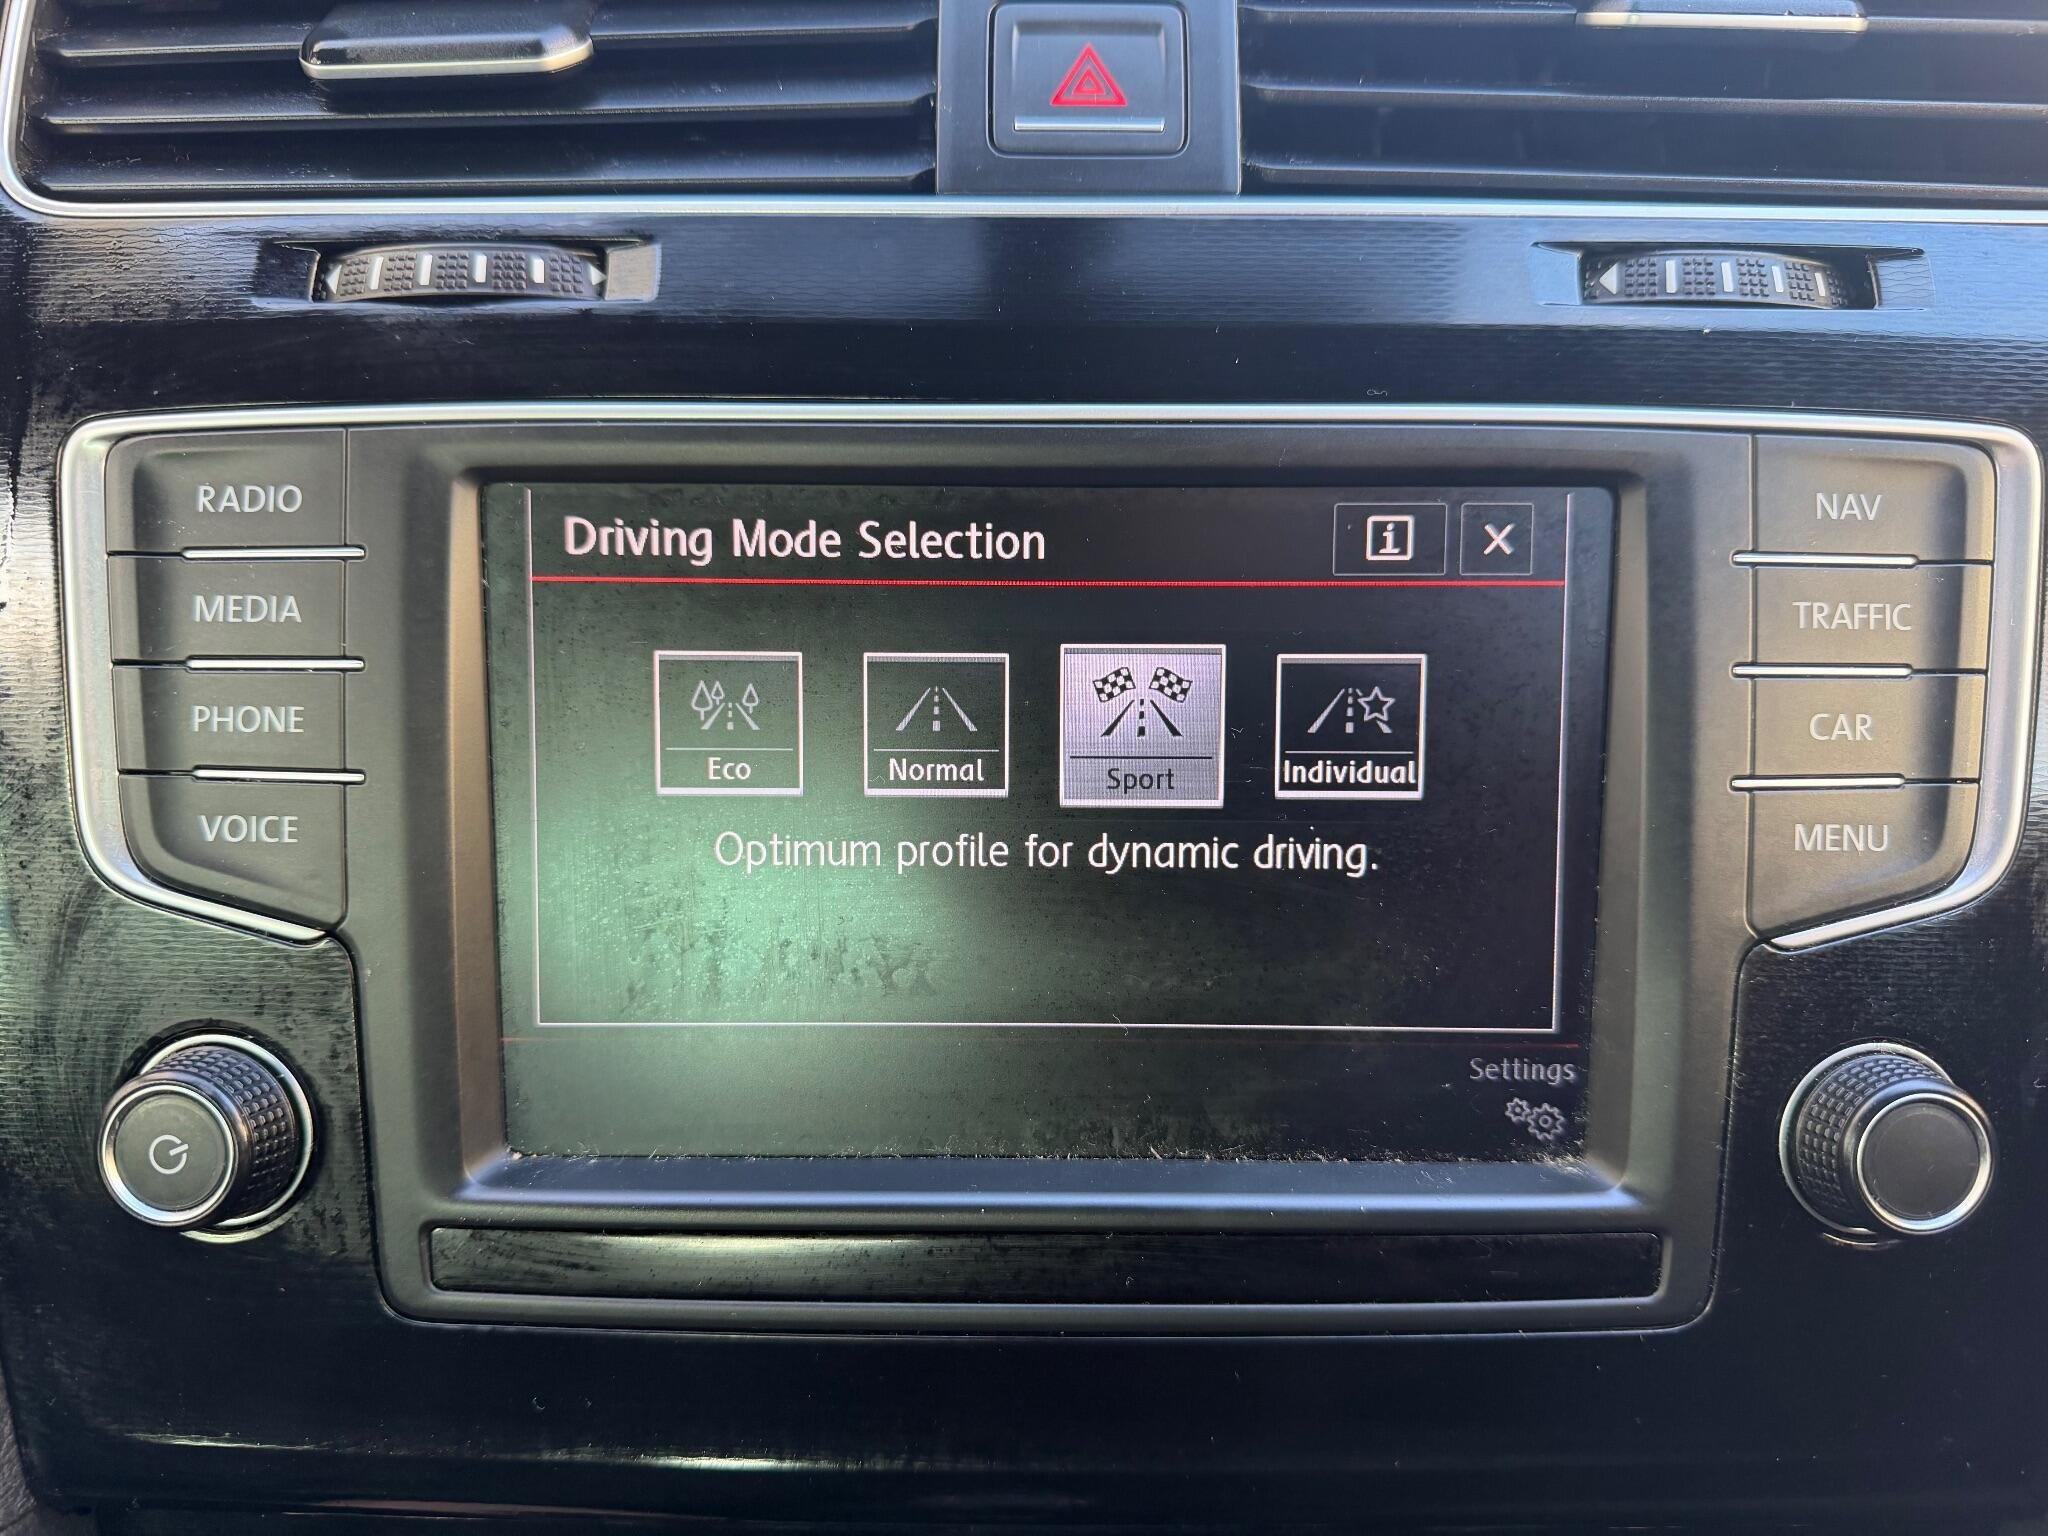 RADIO
MEDIA
PHONE
VOICE
Driving Mode Selection
i
X
Eco
Normal
Sport
Individual
Optimum profile for dynamic driving.
Settings
NAV
TRAFFIC
CAR
MENU